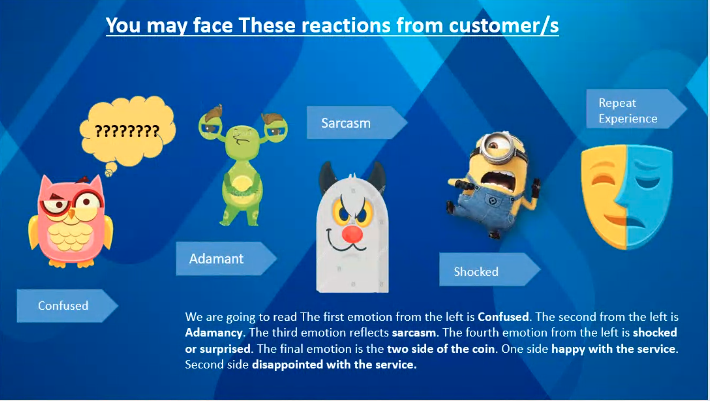 You may face These reactions from customer/s
????????
Sarcasm
Repeat
Experience
Adamant
Shocked
Confused
We are going to read The first emotion from the left is Confused. The second from the left is
Adamancy. The third emotion reflects sarcasm. The fourth emotion from the left is shocked
or surprised. The final emotion is the two side of the coin. One side happy with the service.
Second side disappointed with the service.